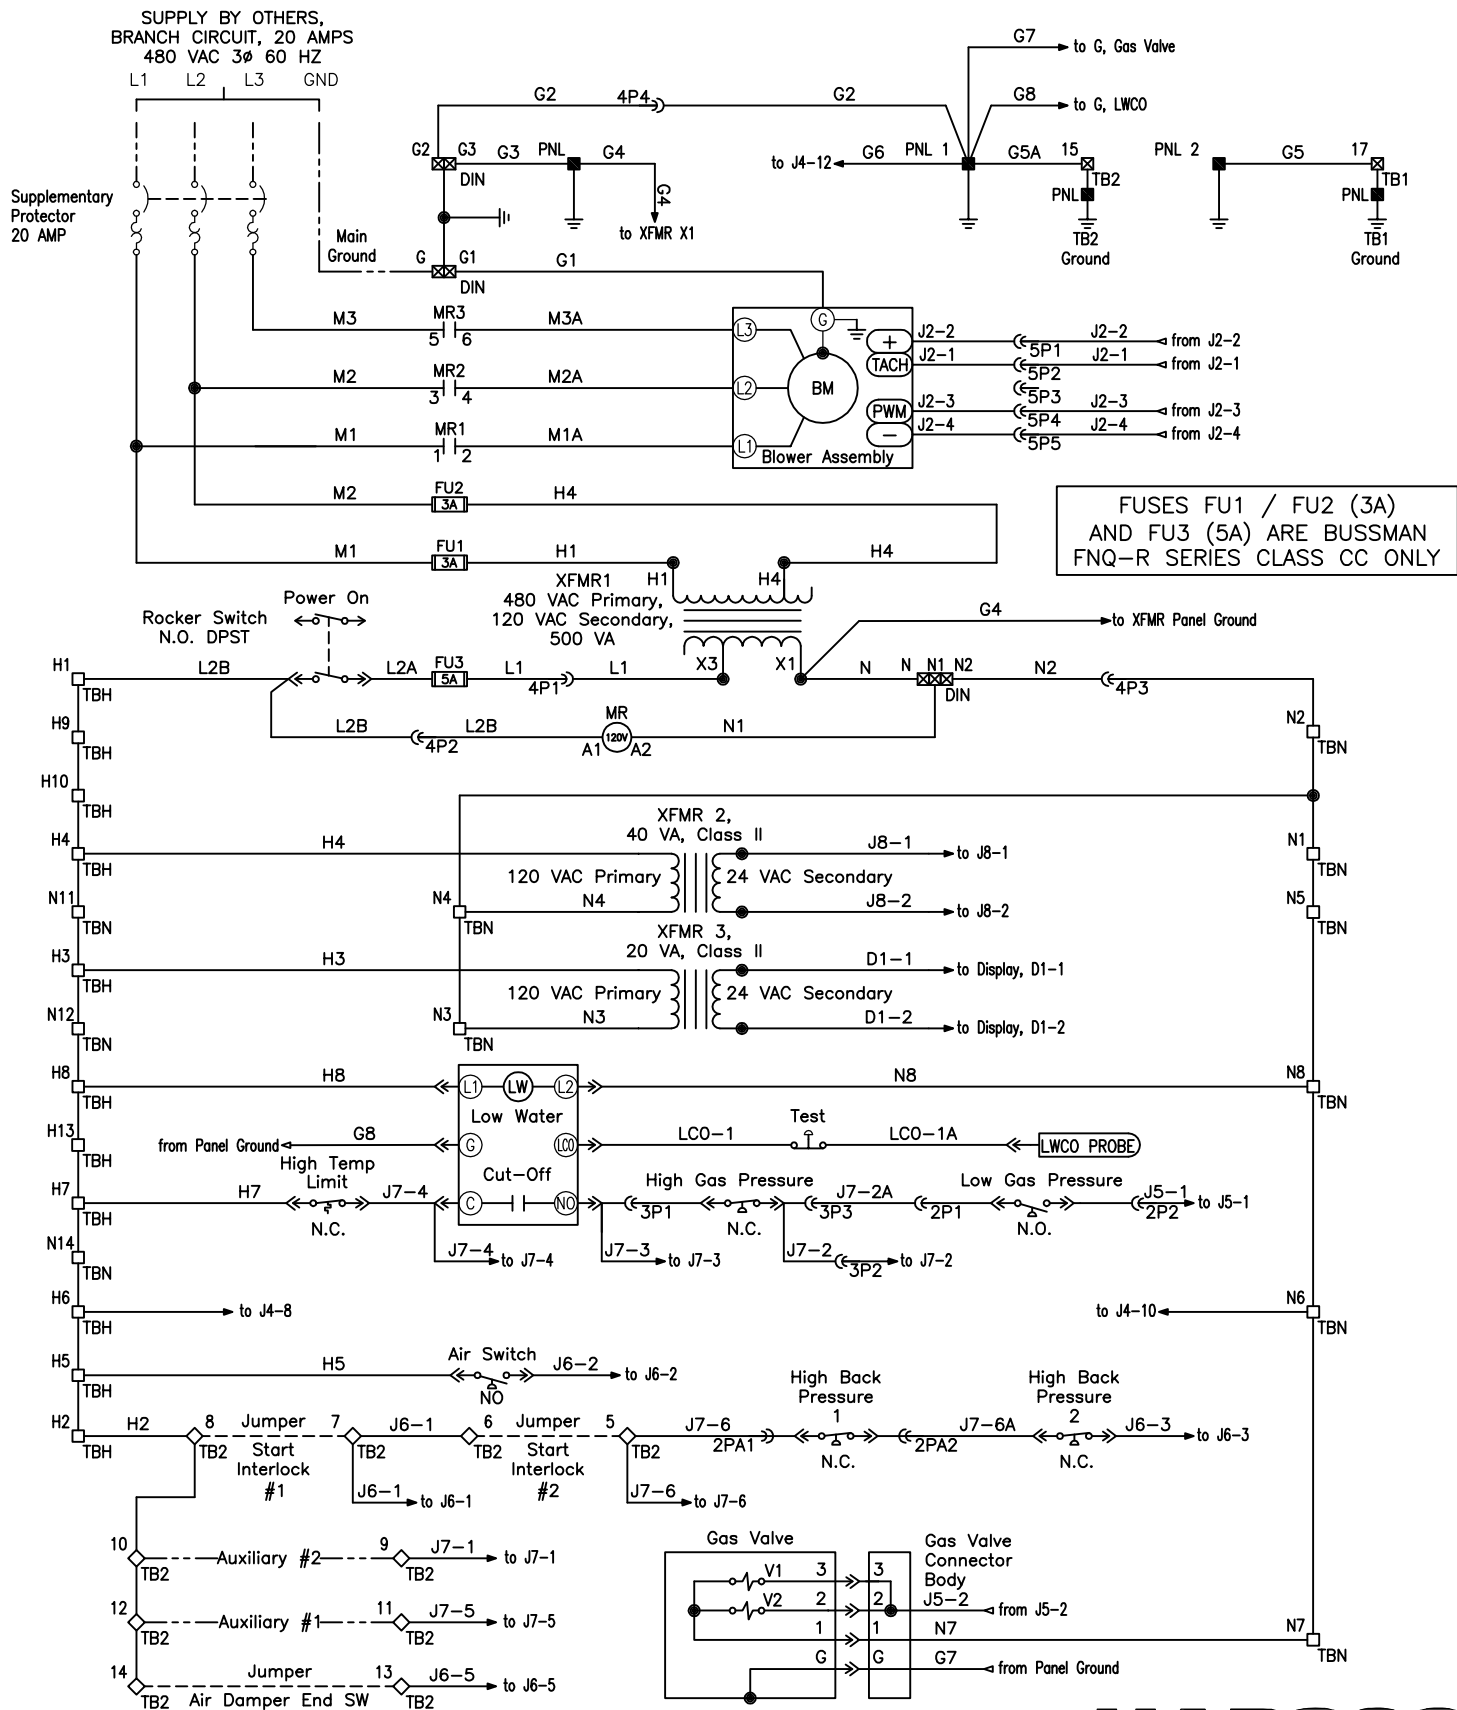 SUPPLY BY OTHERS,
BRANCH CIRCUIT, 20 AMPS
480 VAC 3ø 60 HZ
L1 L2 L3 GND
G7 to G, Gas Valve
G2 4P4 G2 G8 to G, LWCO
G2 G3 G3 PNL G4 to J4-12 G6 PNL 1 G5A 15 PNL 2 G5 17
DIN TB2 TB1
Supplementary
Protector
20 AMP
G4 PNL PNL
to XFMR X1
TB2
Ground
TB1
Ground
Main
Ground
G G1 G1
DIN
M3 MR3 M3A
5 6
M2 MR2 M2A
3 4
M1 MR1 M1A
1 2
G
L3
L2
L1
BM
Blower Assembly
+ J2-2 J2-2 from J2-2
5P1
TACH J2-1 J2-1 from J2-1
5P2
5P3
PWM J2-3 J2-3 from J2-3
5P4
– J2-4 J2-4 from J2-4
5P5
M2 FU2 H4
3A
M1 FU1 H1 H4
3A
FUSES FU1 / FU2 (3A)
AND FU3 (5A) ARE BUSSMAN
FNQ-R SERIES CLASS CC ONLY
H1 H4
XFMR1
480 VAC Primary,
120 VAC Secondary,
500 VA
X3 X1
G4 to XFMR Panel Ground
Power On
Rocker Switch
N.O. DPST
H1 L2B L2A FU3 L1 L1 N N N1 N2 N2
TBH 5A 4P1 DIN 4P3
H9 L2B L2B MR N1 N2
TBH 4P2 A1 120V A2 TBN
H10
TBH
XFMR 2,
40 VA, Class II
H4 H4 J8-1 to J8-1 N1
TBH 120 VAC Primary 24 VAC Secondary TBN
N11 N4 N4 J8-2 to J8-2 N5
TBN TBN TBN
XFMR 3,
20 VA, Class II
H3 H3 D1-1 to Display, D1-1
TBH 120 VAC Primary 24 VAC Secondary
N12 N3 N3 D1-2 to Display, D1-2
TBN TBN
H8 H8 L1 LW L2 N8 N8
TBH Low Water TBN
H13 from Panel Ground G8 G LCO LCO-1 Test LCO-1A LWCO PROBE
TBH
High Temp
Limit
Cut-Off
High Gas Pressure Low Gas Pressure
H7 H7 J7-4 C NO J7-2A J5-1 to J5-1
TBH N.C. 3P1 N.C. 3P3 2P1 N.O. 2P2
N14 J7-4 to J7-4 J7-3 to J7-3 J7-2 3P2 to J7-2
TBN
H6 to J4-8 to J4-10 N6
TBH TBN
H5 H5 Air Switch J6-2 to J6-2
TBH NO
High Back
Pressure
1
High Back
Pressure
2
H2 H2 8 Jumper 7 J6-1 6 Jumper 5 J7-6 J7-6A J6-3 to J6-3
TBH TB2 TB2 TB2 TB2 2PA1 N.C. 2PA2 N.C.
Start
Interlock
#1
Start
Interlock
#2
J6-1 to J6-1 J7-6 to J7-6
10 Auxiliary #2 9 J7-1 to J7-1
TB2 TB2
12 Auxiliary #1 11 J7-5 to J7-5
TB2 TB2
14 Jumper 13 J6-5 to J6-5
TB2 Air Damper End SW TB2
Gas Valve
Gas Valve
Connector
Body
V1 3 3
V2 2 2 J5-2 from J5-2
1 1 N7 N7
TBN
G G G7 from Panel Ground